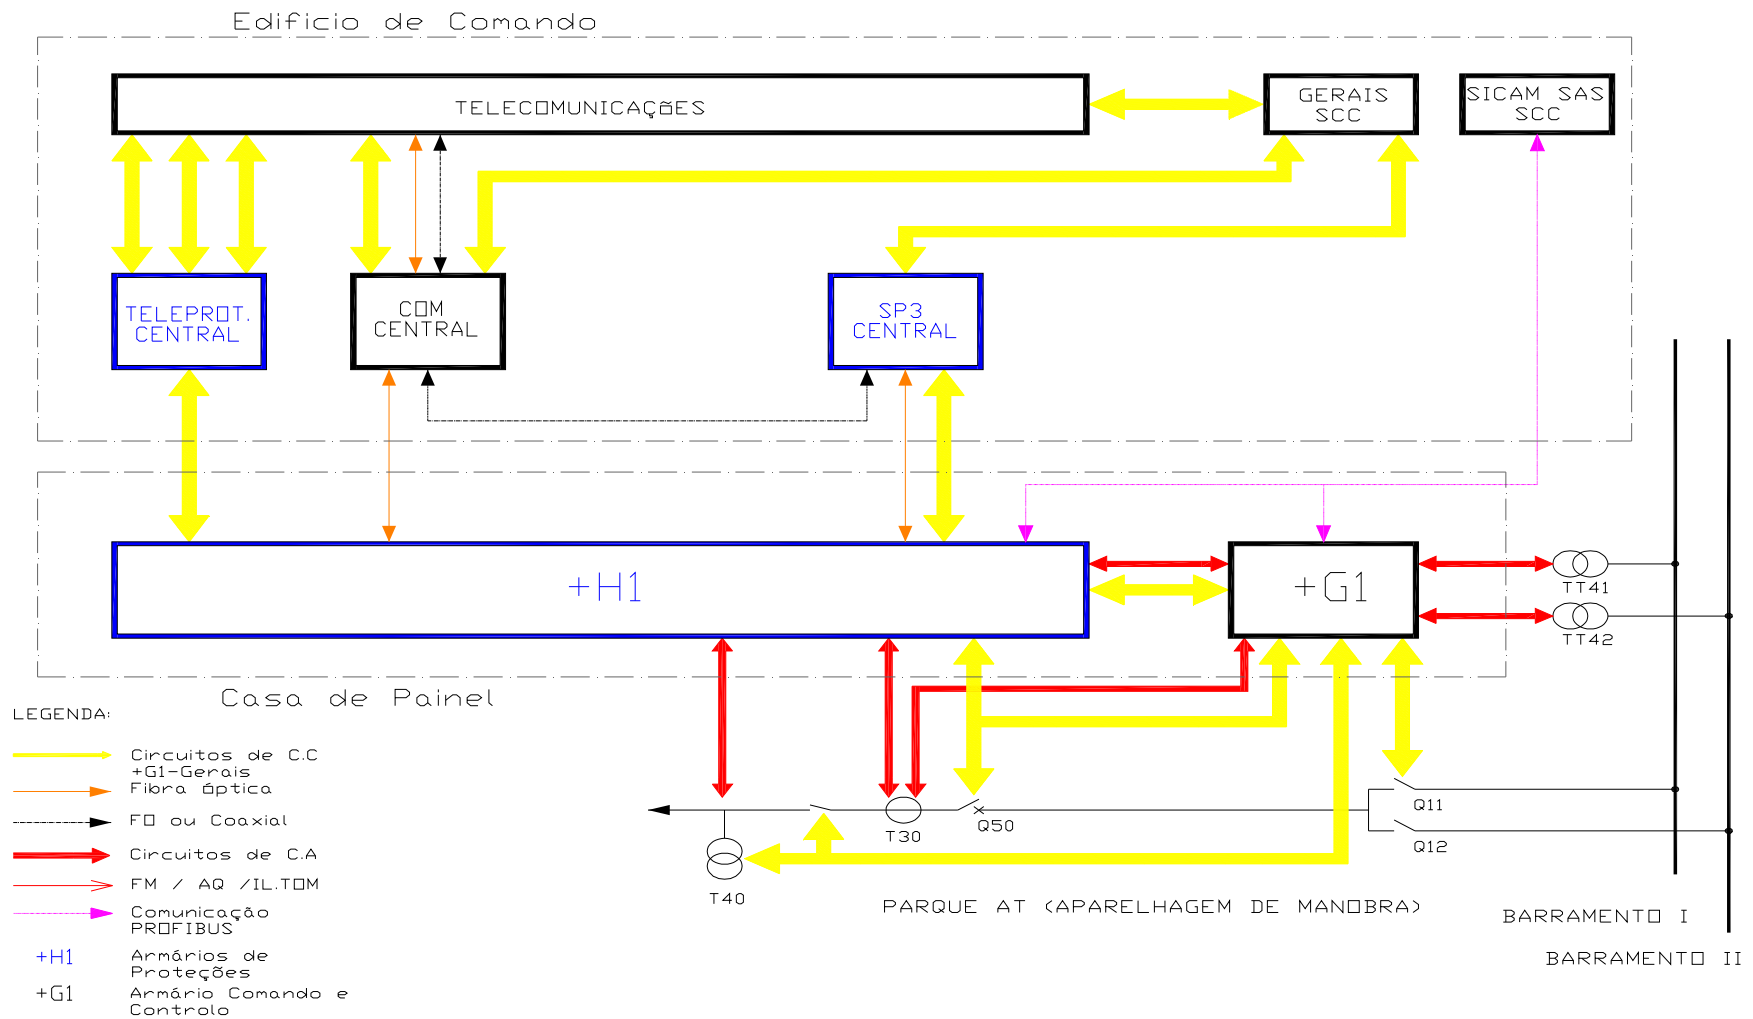 Edificio de Comando
TELECOMUNICAÇÕES
GERAIS
SCC
SICAM SAS
SCC
TELEPROT.
CENTRAL
COM
CENTRAL
SP3
CENTRAL
+H1
+G1
TT41
TT42
Casa de Painel
LEGENDA:
Circuitos de C.C
+G1-Gerais
Fibra óptica
FO ou Coaxial
Circuitos de C.A
FM / AQ /IL.TOM
Comunicação
PROFIBUS
+H1 Armários de
Proteções
+G1 Armário Comando e
Controlo
T30
Q50
Q11
Q12
T40
PARQUE AT (APARELHAGEM DE MANOBRA)
BARRAMENTO I
BARRAMENTO II